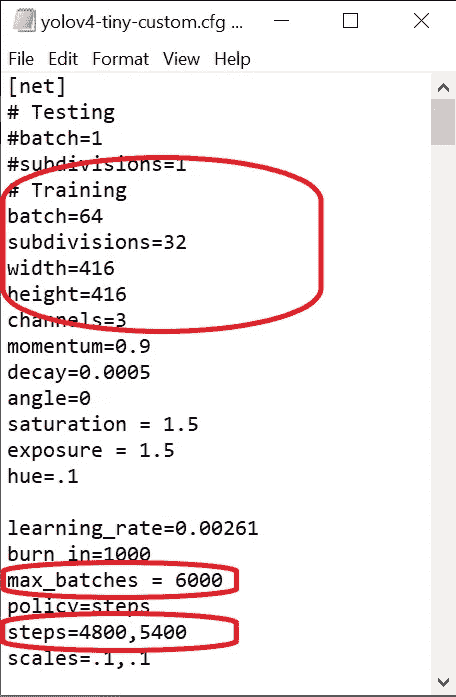 yolov4-tiny-custom.cfg ...
File Edit Format View Help
[net]
# Testing
#batch=1
#subdivisions=1
# Training
batch=64
subdivisions=32
width=416
height=416
channels=3
momentum=0.9
decay=0.0005
angle=0
saturation = 1.5
exposure = 1.5
hue=.1
learning_rate=0.00261
burn_in=1000
max_batches = 6000
policy=steps
steps=4800,5400
scales=.1,.1